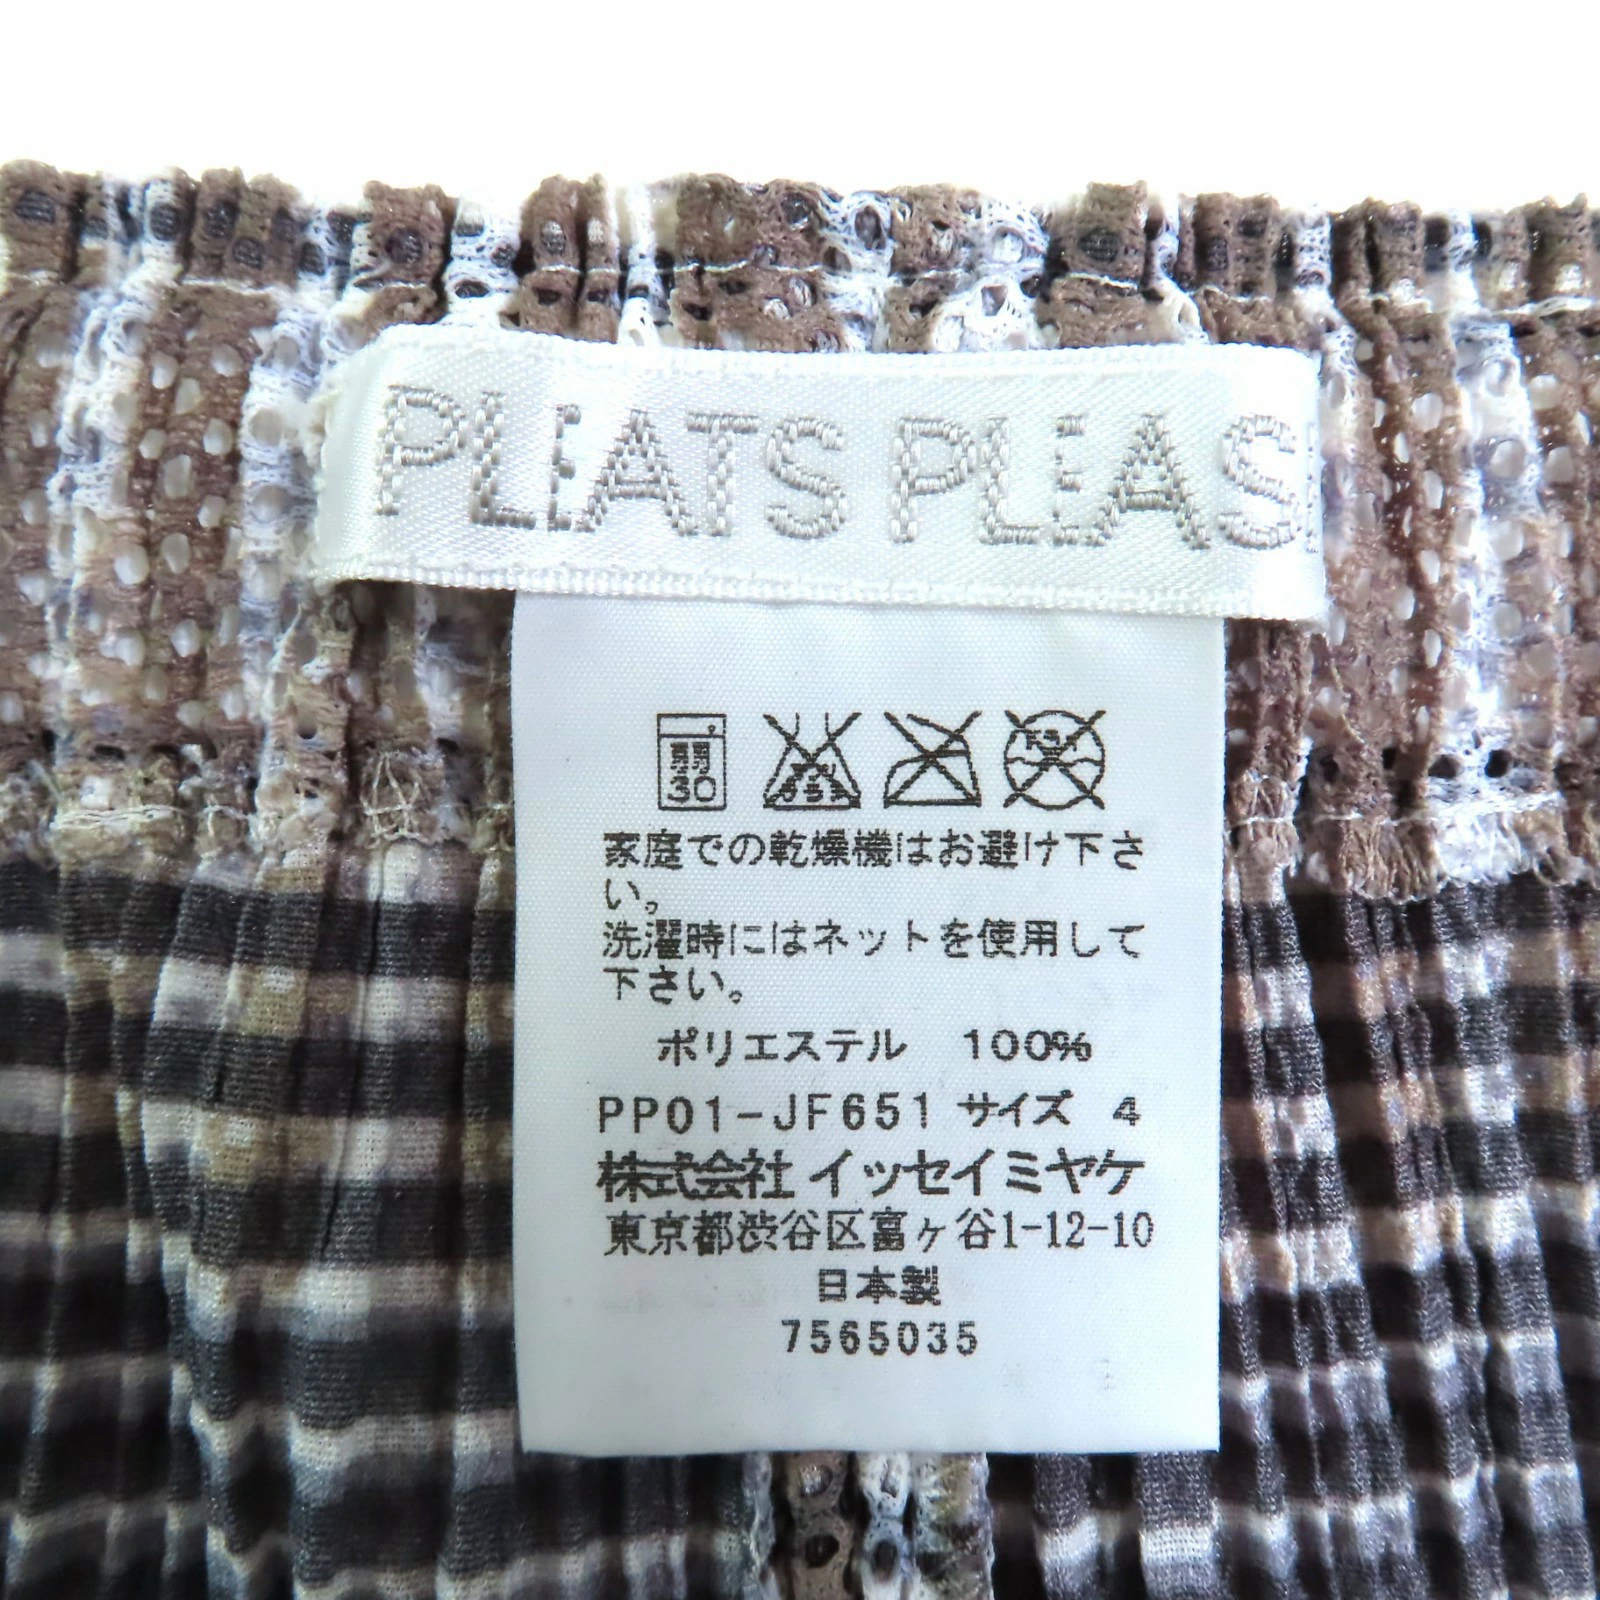 PLEATS PLEAS
弱
30
家庭での乾燥機はお避け下さ
い。
洗濯時にはネットを使用して
下さい。
ポリエステル 100%
PP01-JF651 サイズ 4
株式会社 イッセイミヤケ
東京都渋谷区富ヶ谷1-12-10
日本製
7565035